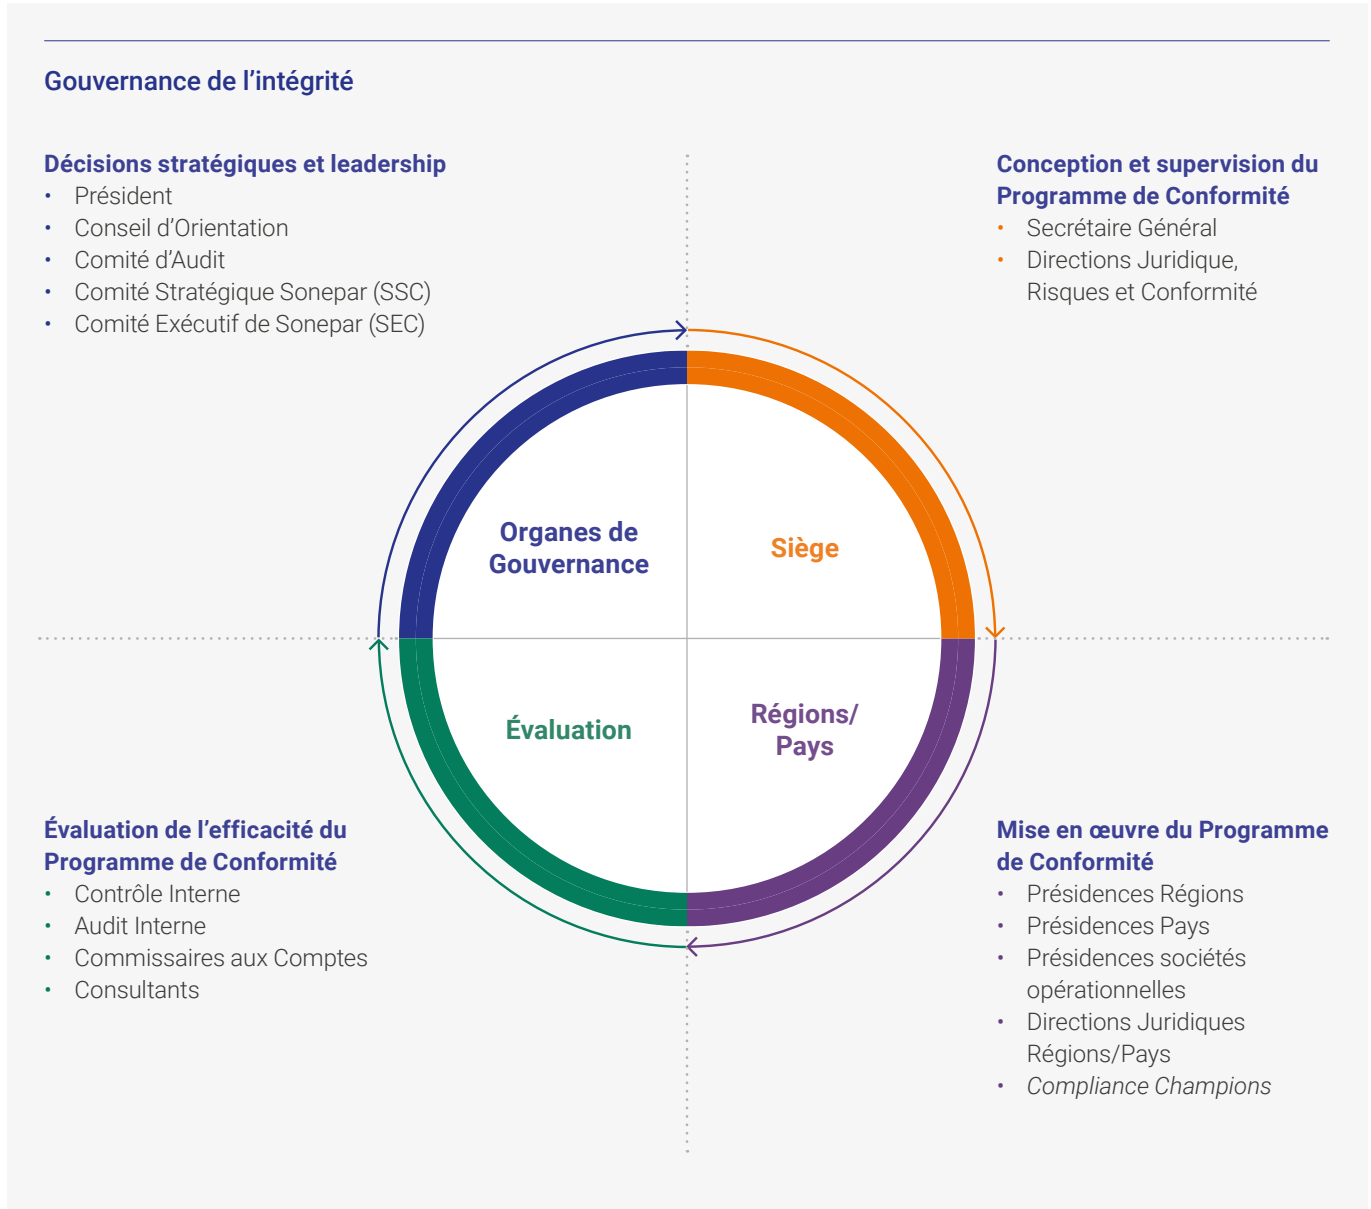 Gouvernance de l’intégrité
Décisions stratégiques et leadership
• Président
• Conseil d’Orientation
• Comité d’Audit
• Comité Stratégique Sonepar (SSC)
• Comité Exécutif de Sonepar (SEC)
Conception et supervision du
Programme de Conformité
• Secrétaire Général
• Directions Juridique,
Risques et Conformité
Organes de
Gouvernance
Siège
Évaluation
Régions/
Pays
Évaluation de l’efficacité du
Programme de Conformité
• Contrôle Interne
• Audit Interne
• Commissaires aux Comptes
• Consultants
Mise en œuvre du Programme
de Conformité
• Présidences Régions
• Présidences Pays
• Présidences sociétés
opérationnelles
• Directions Juridiques
Régions/Pays
• Compliance Champions